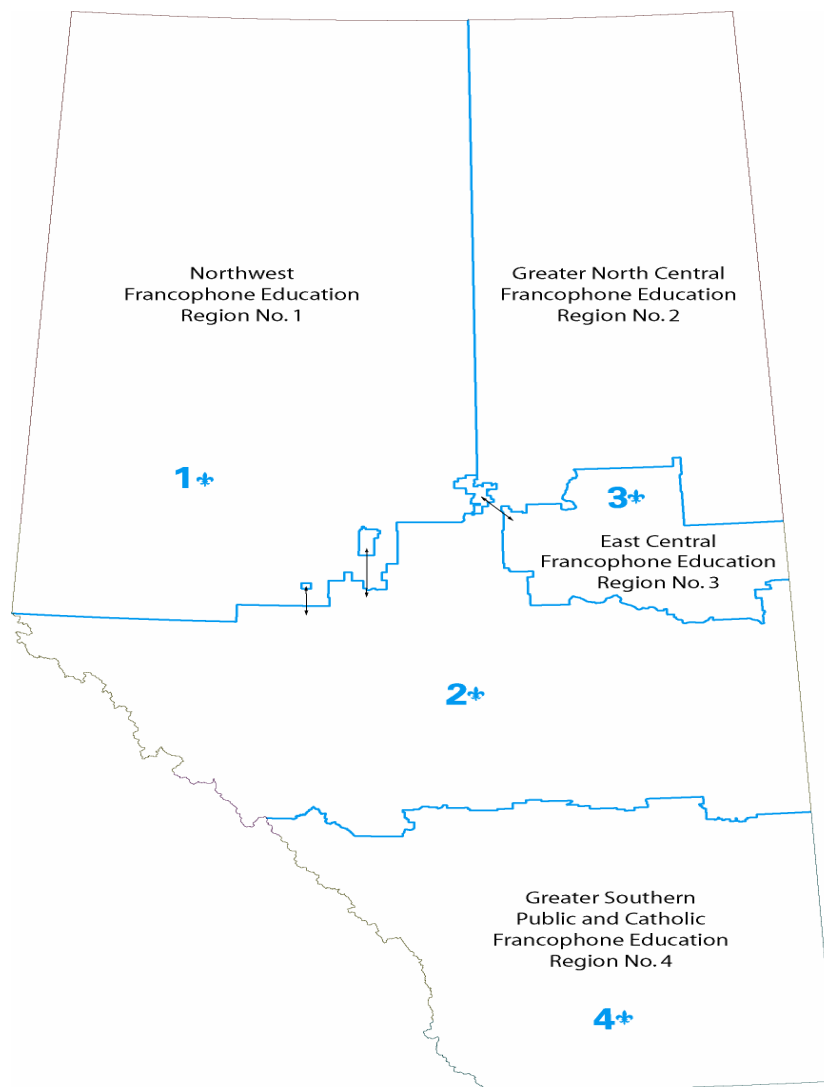 Northwest
Francophone Education
Region No. 1
Greater North Central
Francophone Education
Region No. 2
1
3
East Central
Francophone Education
Region No. 3
2
Greater Southern
Public and Catholic
Francophone Education
Region No. 4
4